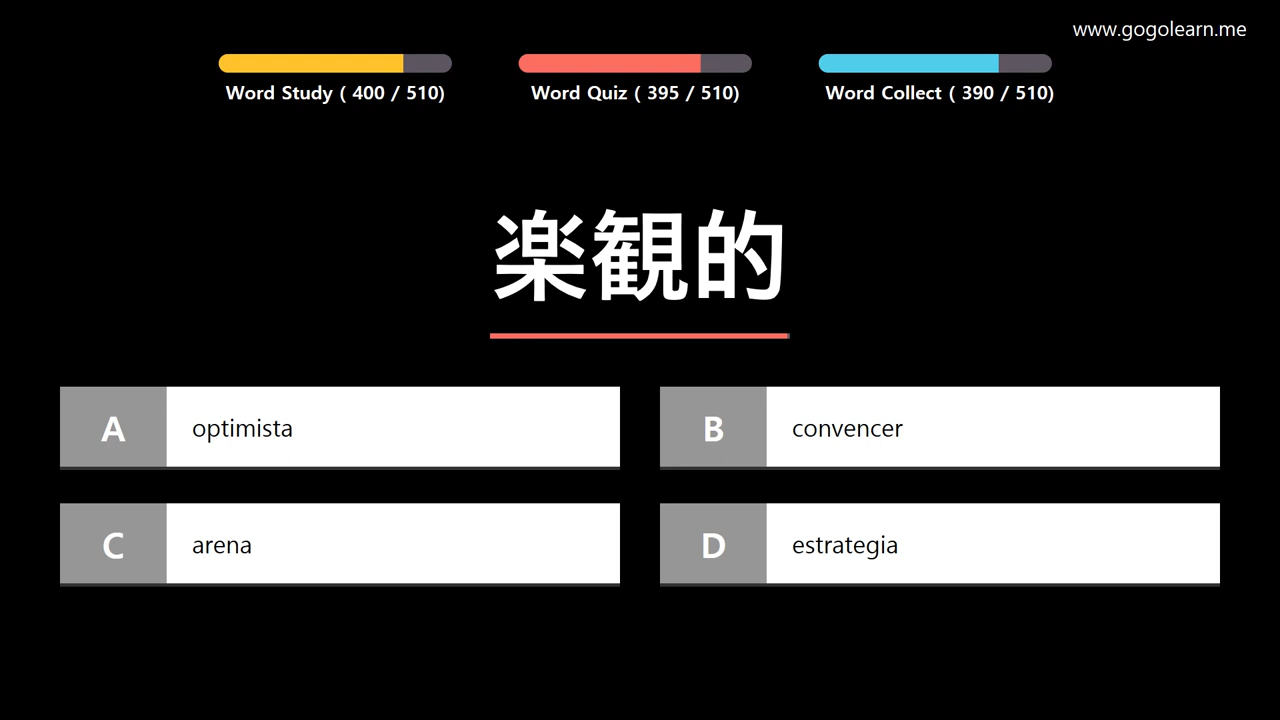 www.gogolearn.me
Word Study ( 400 / 510)
Word Quiz ( 395 / 510)
Word Collect ( 390 / 510)
楽観的
A optimista
B convencer
C arena
D estrategia